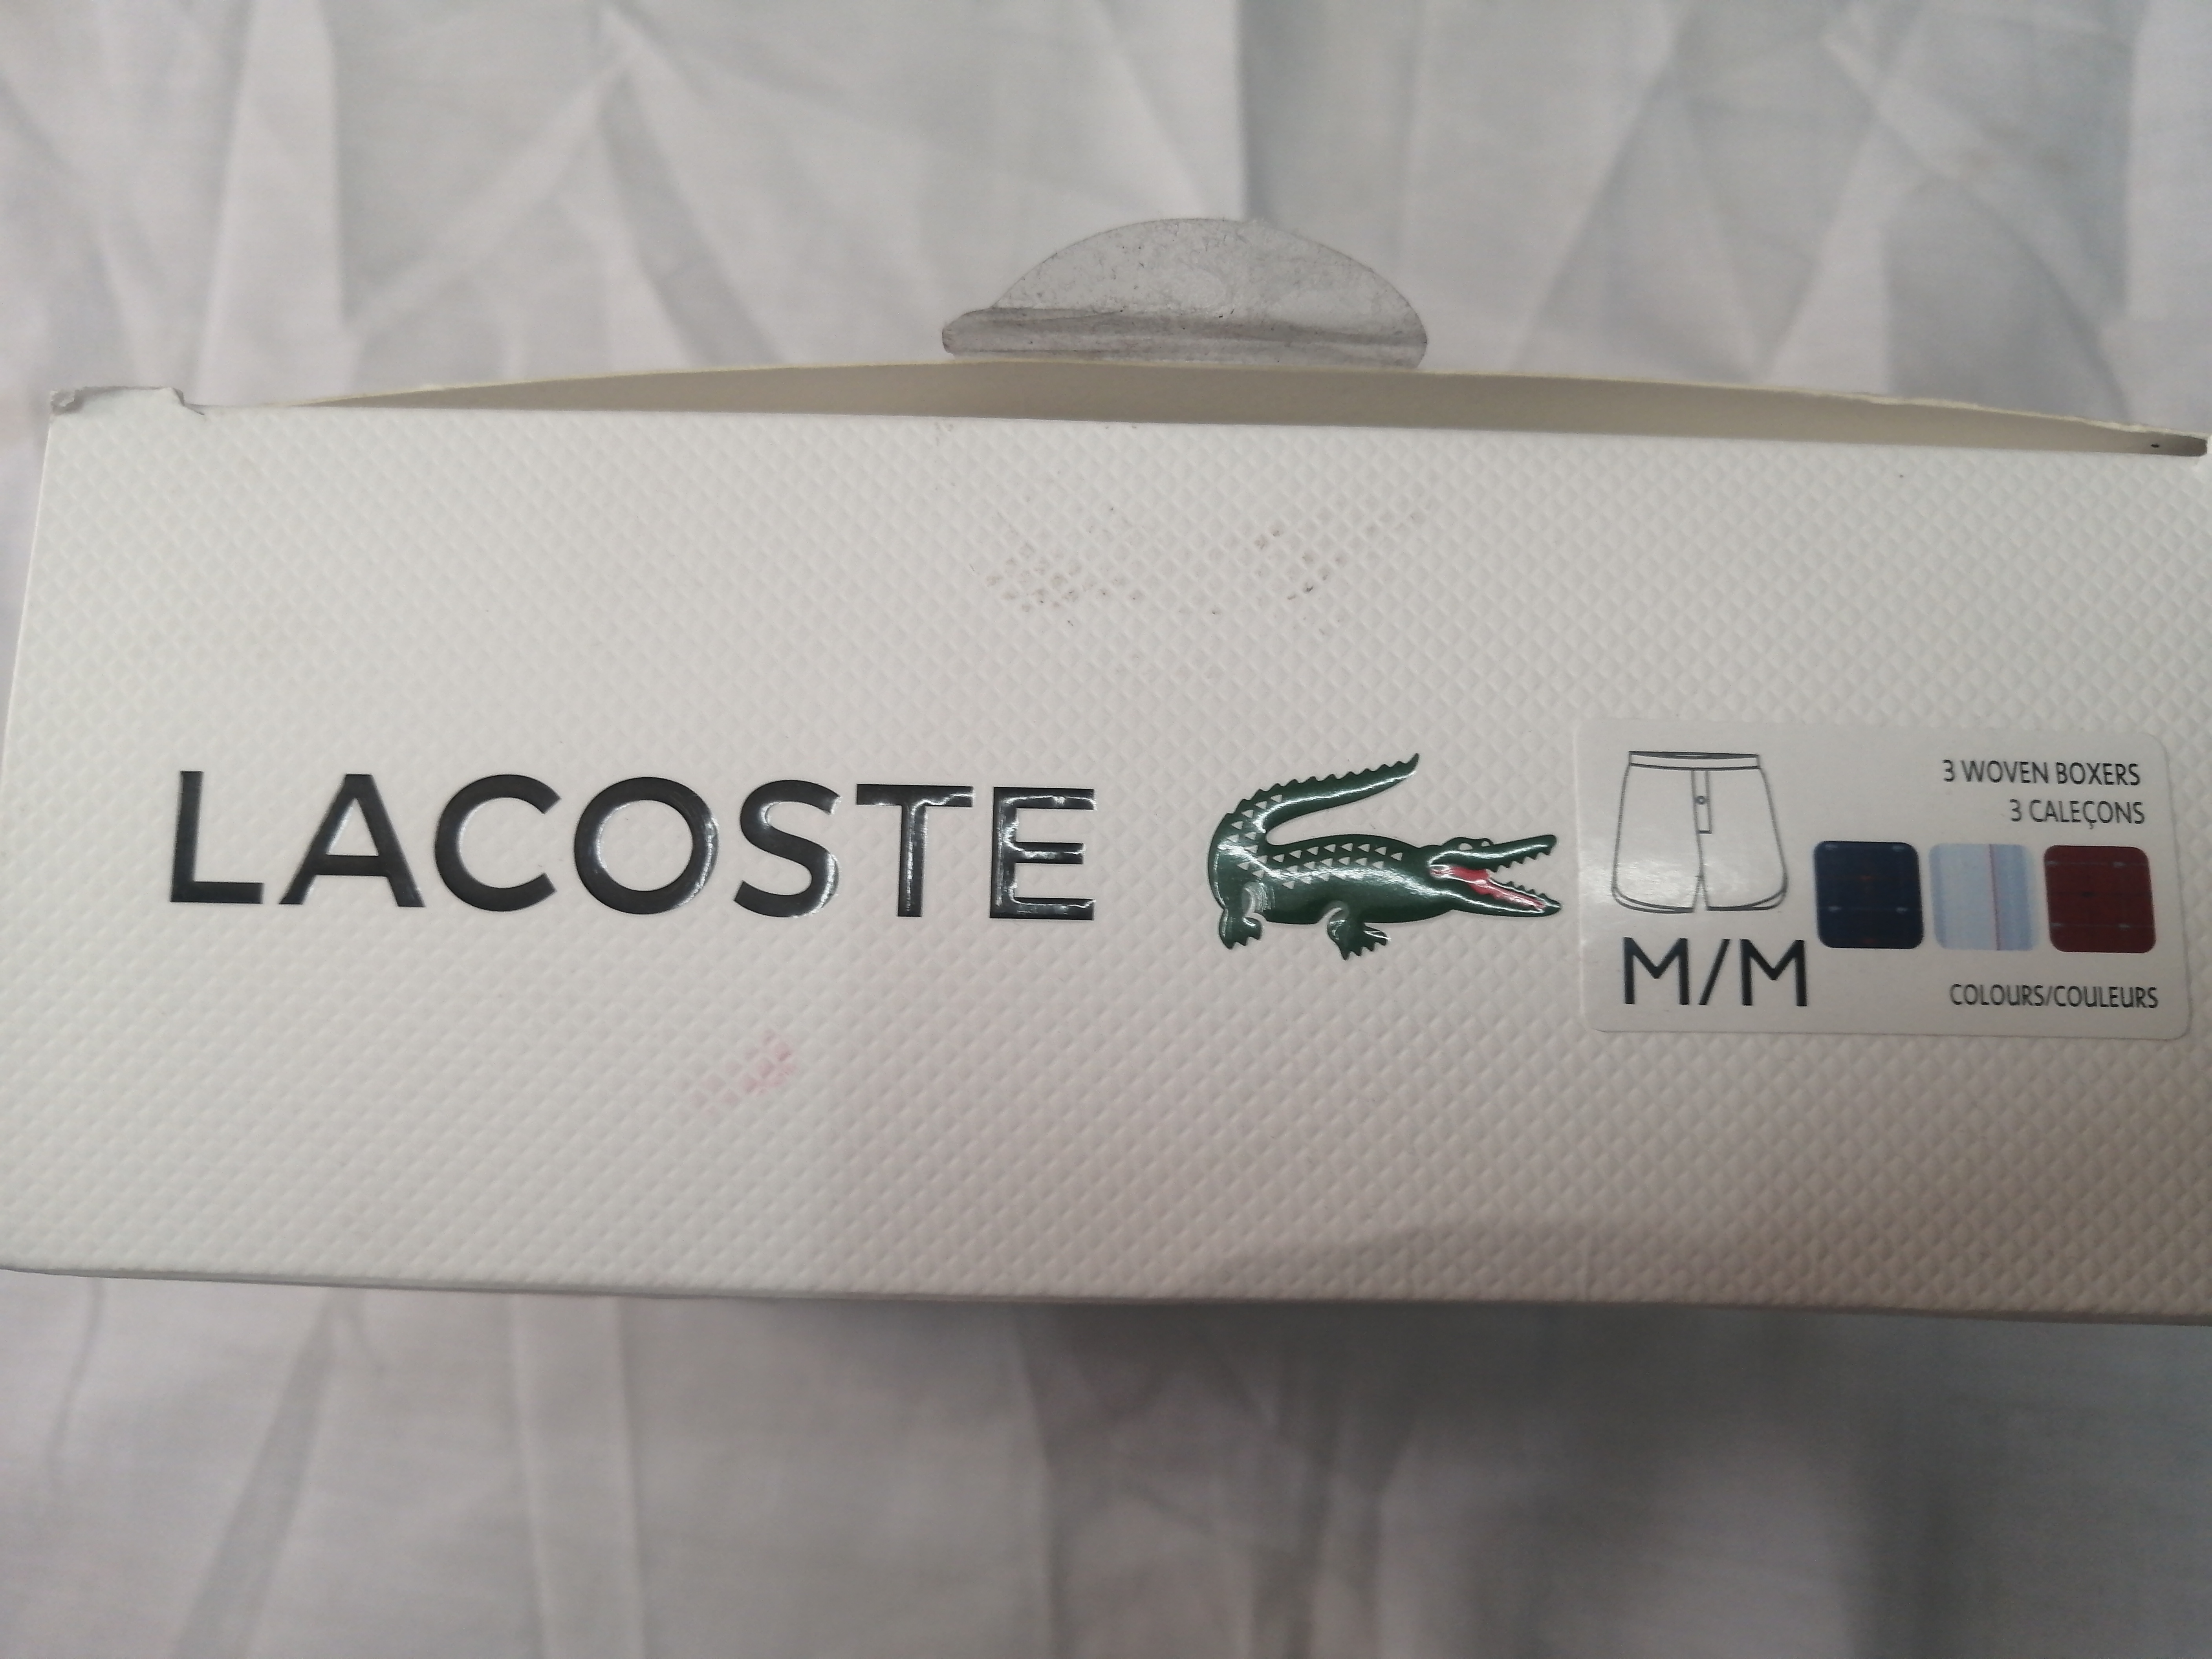 LACOSTE
3 WOVEN BOXERS
3 CALEÇONS
M/M
COLOURS/COULEURS